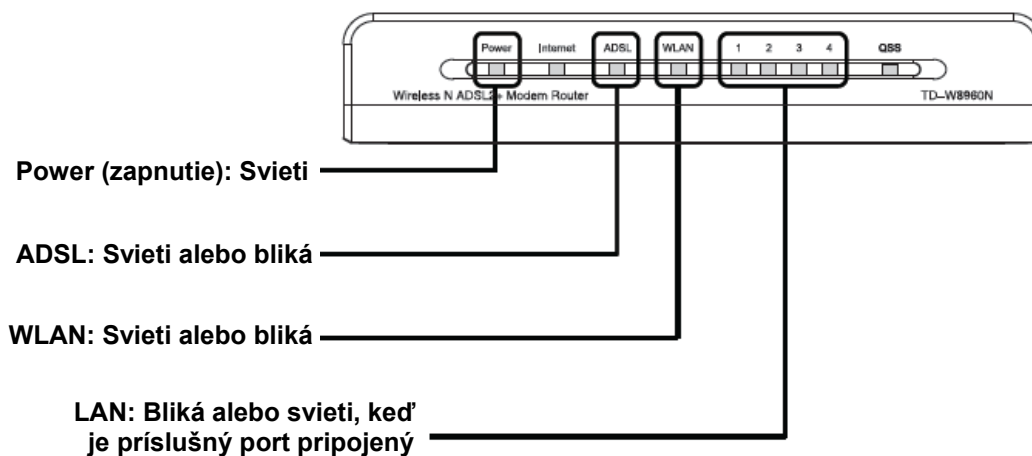 Power Internet ADSL WLAN 1 2 3 4 QSS
Wireless N ADSL2+ Modem Router TD-W8960N
Power (zapnutie): Svieti
ADSL: Svieti alebo bliká
WLAN: Svieti alebo bliká
LAN: Bliká alebo svieti, keď
je príslušný port pripojený